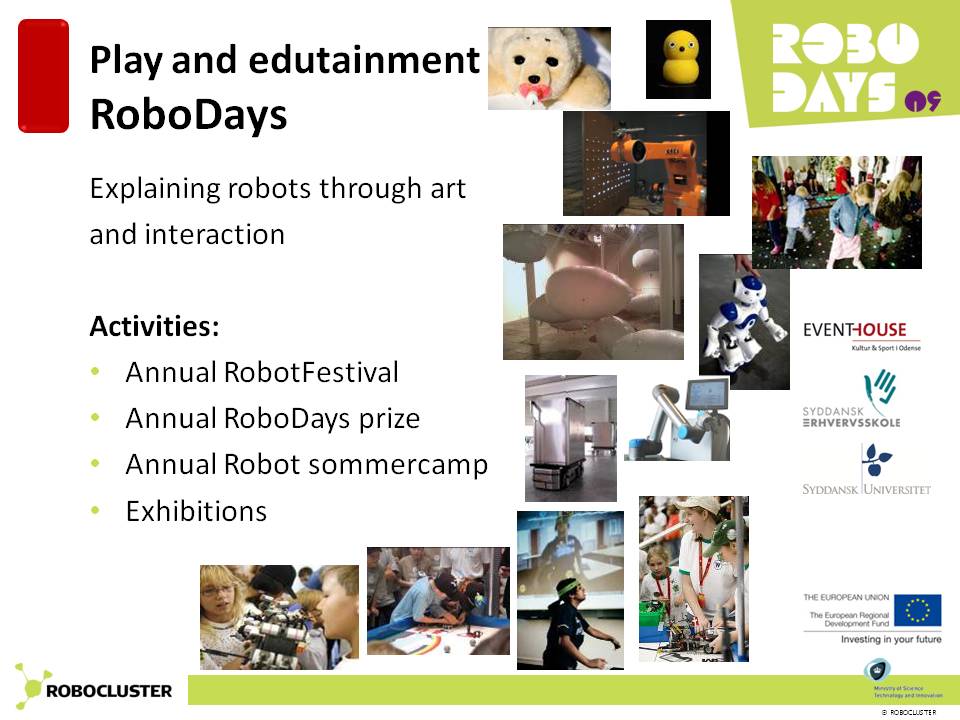 Play and edutainment
RoboDays
ROBO
DAYS 09
Explaining robots through art
and interaction
Activities:
• Annual RobotFestival
• Annual RoboDays prize
• Annual Robot sommercamp
• Exhibitions
EVENTHOUSE
Kultur & Sport i Odense
SYDDANSK
ERHVERVSSKOLE
SYDDANSK UNIVERSITET
THE EUROPEAN UNION
The European Regional
Development Fund
Investing in your future
ROBOCLUSTER
Ministry of Science
Technology and Innovation
© ROBOCLUSTER